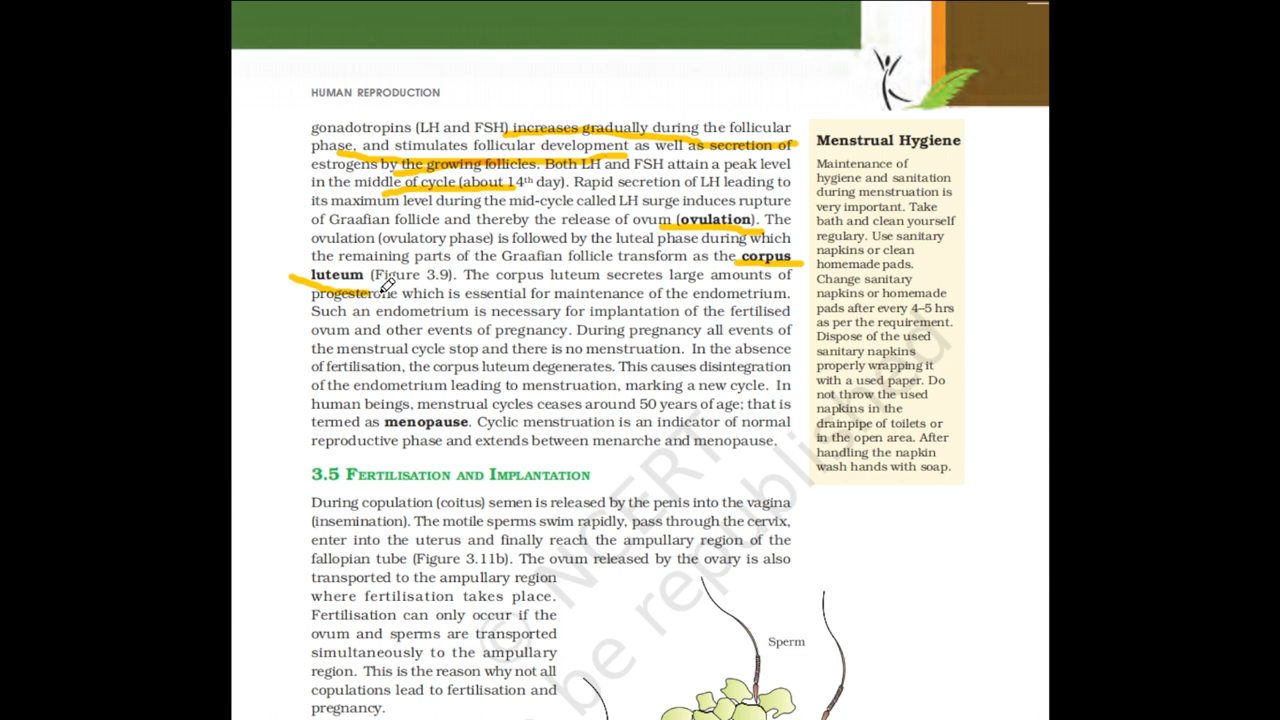 HUMAN REPRODUCTION
gonadotropins (LH and FSH) increases gradually during the follicular
phase, and stimulates follicular development as well as secretion of
estrogens by the growing follicles. Both LH and FSH attain a peak level
in the middle of cycle (about 14th day). Rapid secretion of LH leading to
its maximum level during the mid-cycle called LH surge induces rupture
of Graafian follicle and thereby the release of ovum (ovulation). The
ovulation (ovulatory phase) is followed by the luteal phase during which
the remaining parts of the Graafian follicle transform as the corpus
luteum (Figure 3.9). The corpus luteum secretes large amounts of
progesterone which is essential for maintenance of the endometrium.
Such an endometrium is necessary for implantation of the fertilised
ovum and other events of pregnancy. During pregnancy all events of
the menstrual cycle stop and there is no menstruation. In the absence
of fertilisation, the corpus luteum degenerates. This causes disintegration
of the endometrium leading to menstruation, marking a new cycle. In
human beings, menstrual cycles ceases around 50 years of age; that is
termed as menopause. Cyclic menstruation is an indicator of normal
reproductive phase and extends between menarche and menopause.
Menstrual Hygiene
Maintenance of
hygiene and sanitation
during menstruation is
very important. Take
bath and clean yourself
regulary. Use sanitary
napkins or clean
homemade pads.
Change sanitary
napkins or homemade
pads after every 4–5 hrs
as per the requirement.
Dispose of the used
sanitary napkins
properly wrapping it
with a used paper. Do
not throw the used
napkins in the
drainpipe of toilets or
in the open area. After
handling the napkin
wash hands with soap.
3.5 FERTILISATION AND IMPLANTATION
During copulation (coitus) semen is released by the penis into the vagina
(insemination). The motile sperms swim rapidly, pass through the cervix,
enter into the uterus and finally reach the ampullary region of the
fallopian tube (Figure 3.11b). The ovum released by the ovary is also
transported to the ampullary region
where fertilisation takes place.
Fertilisation can only occur if the
ovum and sperms are transported
simultaneously to the ampullary
region. This is the reason why not all
copulations lead to fertilisation and
pregnancy.
Sperm
© NCERT
be republished